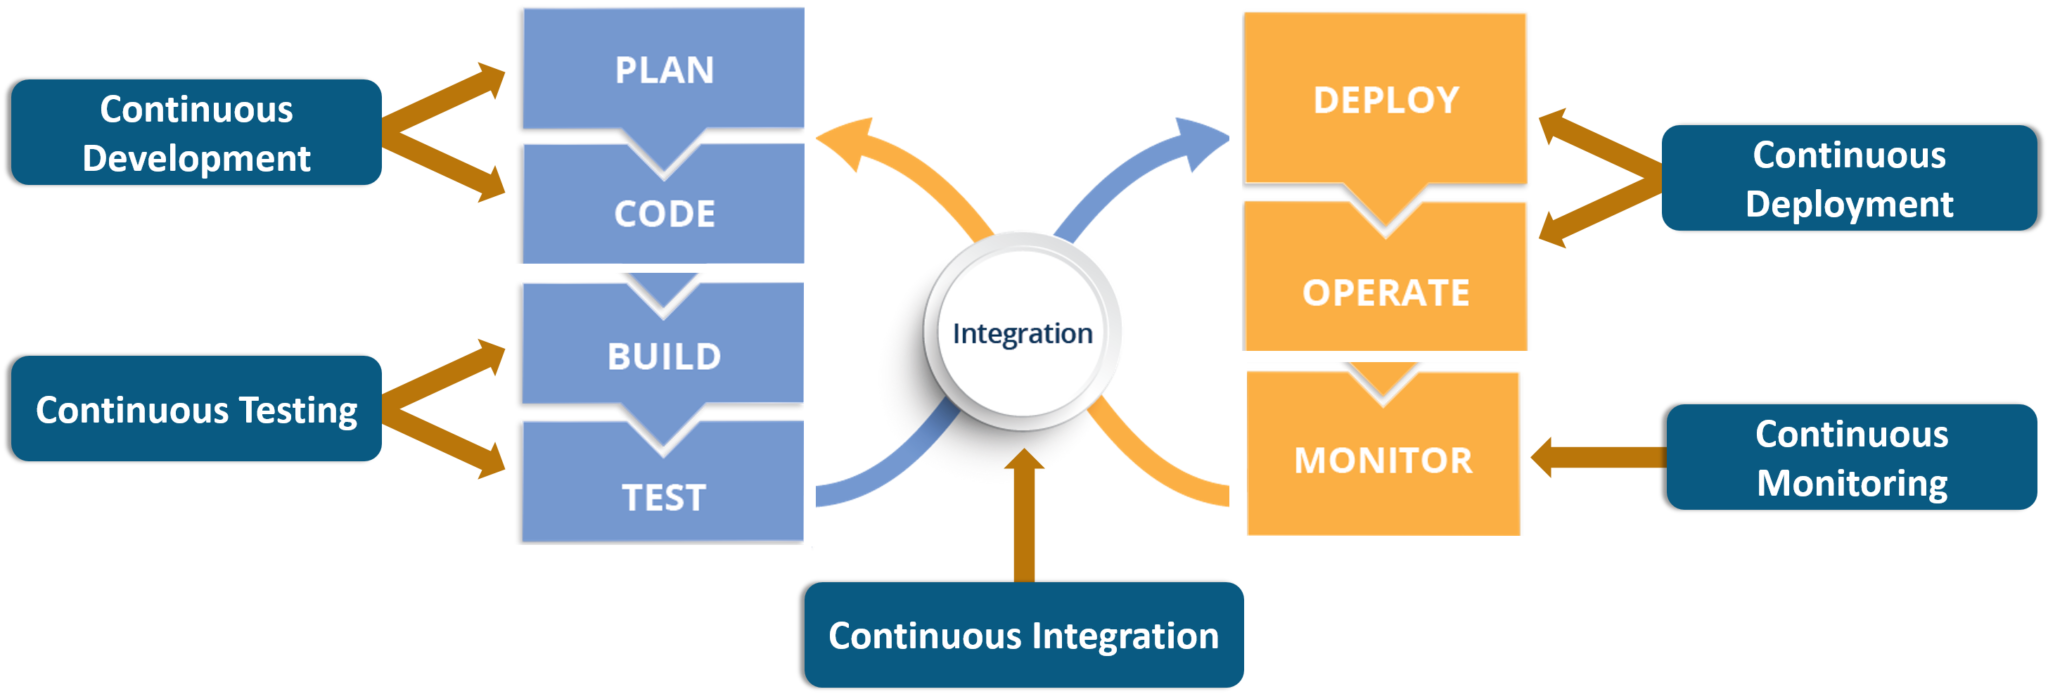 Continuous
Development
Continuous Testing
PLAN
CODE
BUILD
TEST
Integration
Continuous Integration
DEPLOY
OPERATE
MONITOR
Continuous
Deployment
Continuous
Monitoring